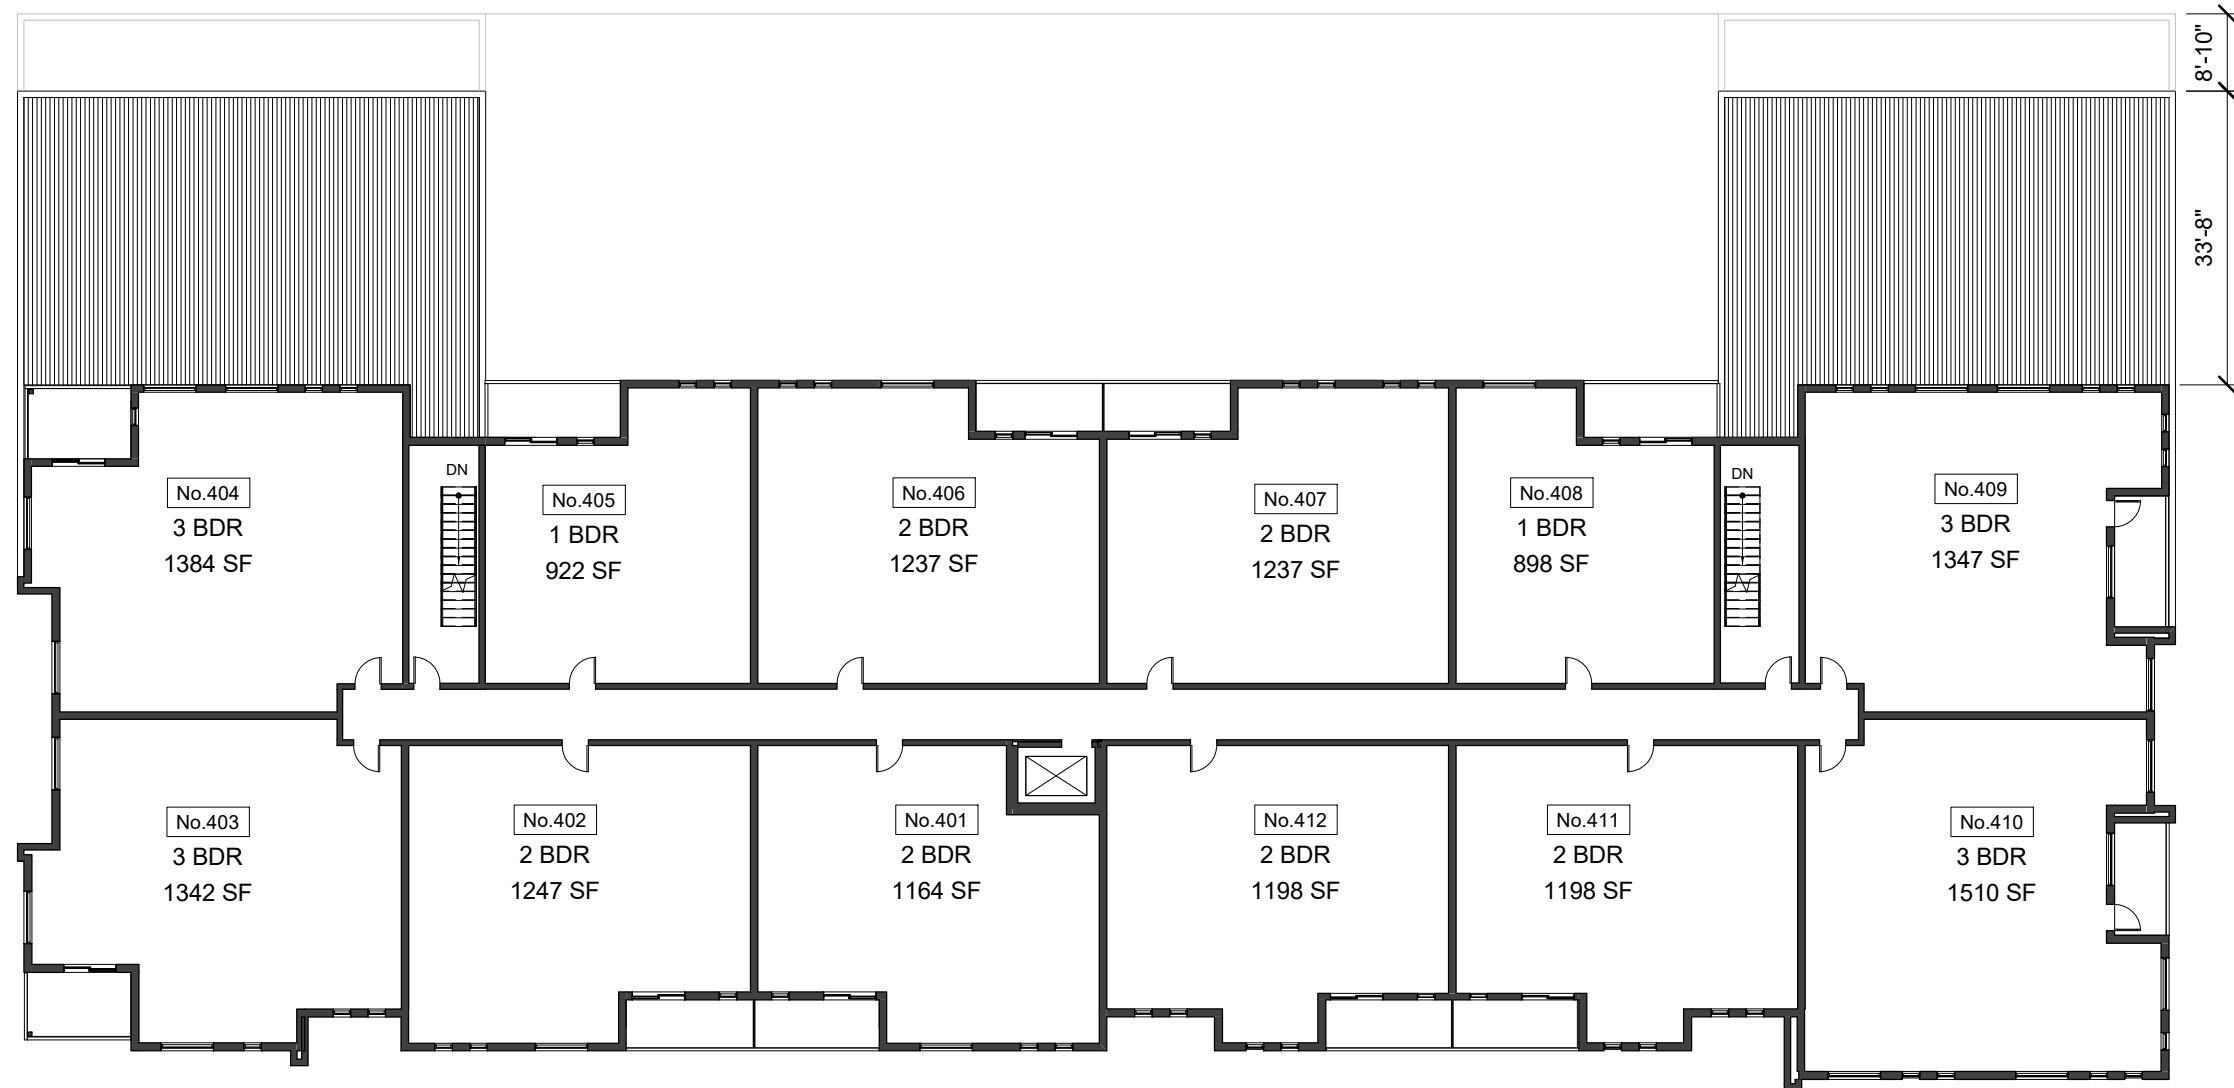 8'-10"
33'-8"
No.404
3 BDR
1384 SF
DN
No.405
1 BDR
922 SF
No.406
2 BDR
1237 SF
No.407
2 BDR
1237 SF
No.408
1 BDR
898 SF
DN
No.409
3 BDR
1347 SF
No.403
3 BDR
1342 SF
No.402
2 BDR
1247 SF
No.401
2 BDR
1164 SF
No.412
2 BDR
1198 SF
No.411
2 BDR
1198 SF
No.410
3 BDR
1510 SF